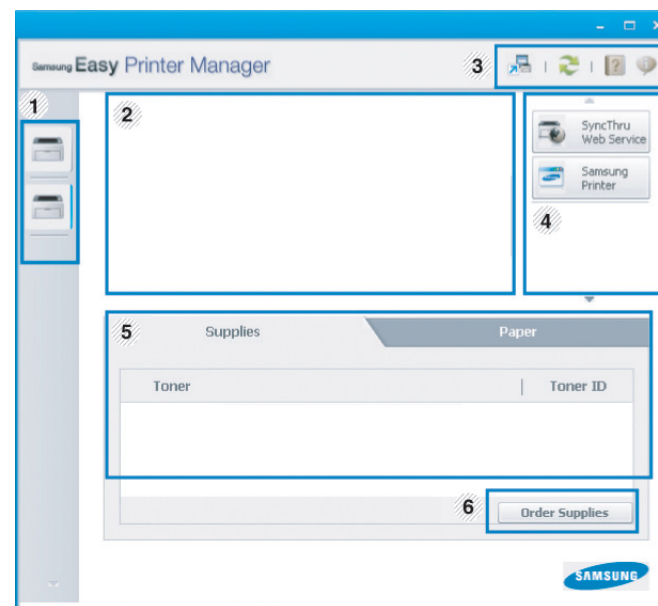 Samsung Easy Printer Manager
3
1
2
SyncThru
Web Service
Samsung
Printer
4
5
Supplies
Paper
Toner
Toner ID
6
Order Supplies
SAMSUNG